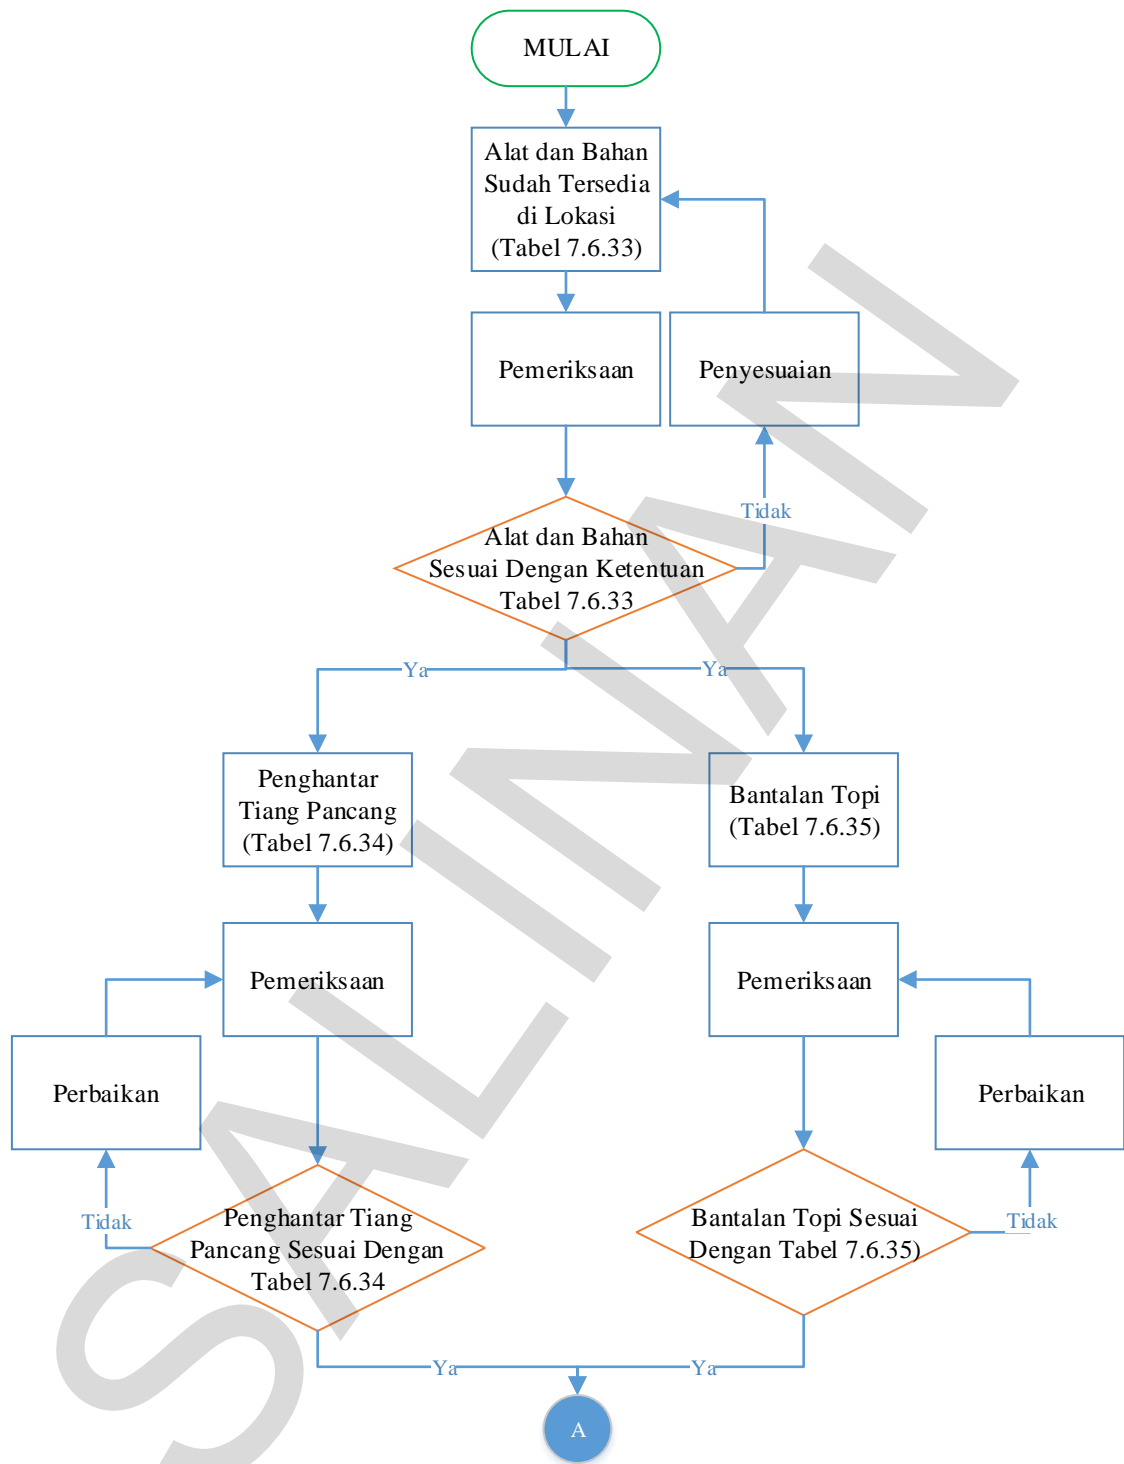 MULAI
Alat dan Bahan
Sudah Tersedia
di Lokasi
(Tabel 7.6.33)
Pemeriksaan
Penyesuaian
Tidak
Alat dan Bahan
Sesuai Dengan Ketentuan
Tabel 7.6.33
Ya
Ya
Penghantar
Tiang Pancang
(Tabel 7.6.34)
Bantalan Topi
(Tabel 7.6.35)
Pemeriksaan
Pemeriksaan
Perbaikan
Perbaikan
Tidak
Penghantar Tiang
Pancang Sesuai Dengan
Tabel 7.6.34
Bantalan Topi Sesuai
Dengan Tabel 7.6.35)
Tidak
Ya
Ya
A
SALINAN